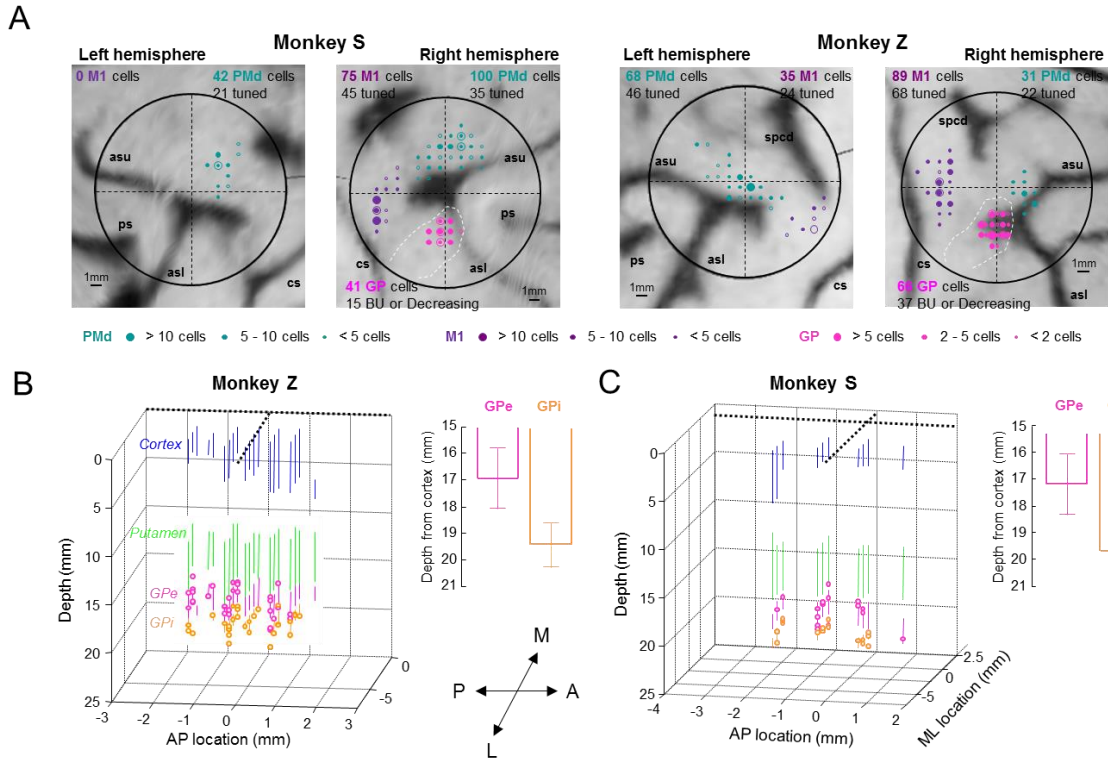 A
Monkey S
Monkey Z
Left hemisphere
Right hemisphere
Left hemisphere
Right hemisphere
0 M1 cells
42 PMd cells
21 tuned
asu
ps
asl
cs
1mm
75 M1 cells
45 tuned
100 PMd cells
35 tuned
asu
ps
cs
asl
1mm
41 GP cells
15 BU or Decreasing
68 PMd cells
46 tuned
35 M1 cells
24 tuned
spcd
asu
ps
asl
cs
1mm
89 M1 cells
68 tuned
31 PMd cells
22 tuned
spcd
asu
ps
cs
asl
1mm
GP cells
37 BU or Decreasing
PMd > 10 cells 5 - 10 cells < 5 cells M1 > 10 cells 5 - 10 cells < 5 cells GP > 5 cells 2 - 5 cells < 2 cells
B
Monkey Z
Cortex
Putamen
GPe
GPi
Depth (mm)
0
5
10
15
20
25
-3 -2 -1 0 1 2 3
AP location (mm)
0
-5
GPe GPi
Depth from cortex (mm)
15
16
17
18
19
20
21
M
P A
L
C
Monkey S
Depth (mm)
0
5
10
15
20
25
-4 -3 -2 -1 0 1 2
AP location (mm)
2.5
0
-5
ML location (mm)
GPe
Depth from cortex (mm)
15
16
17
18
19
20
21